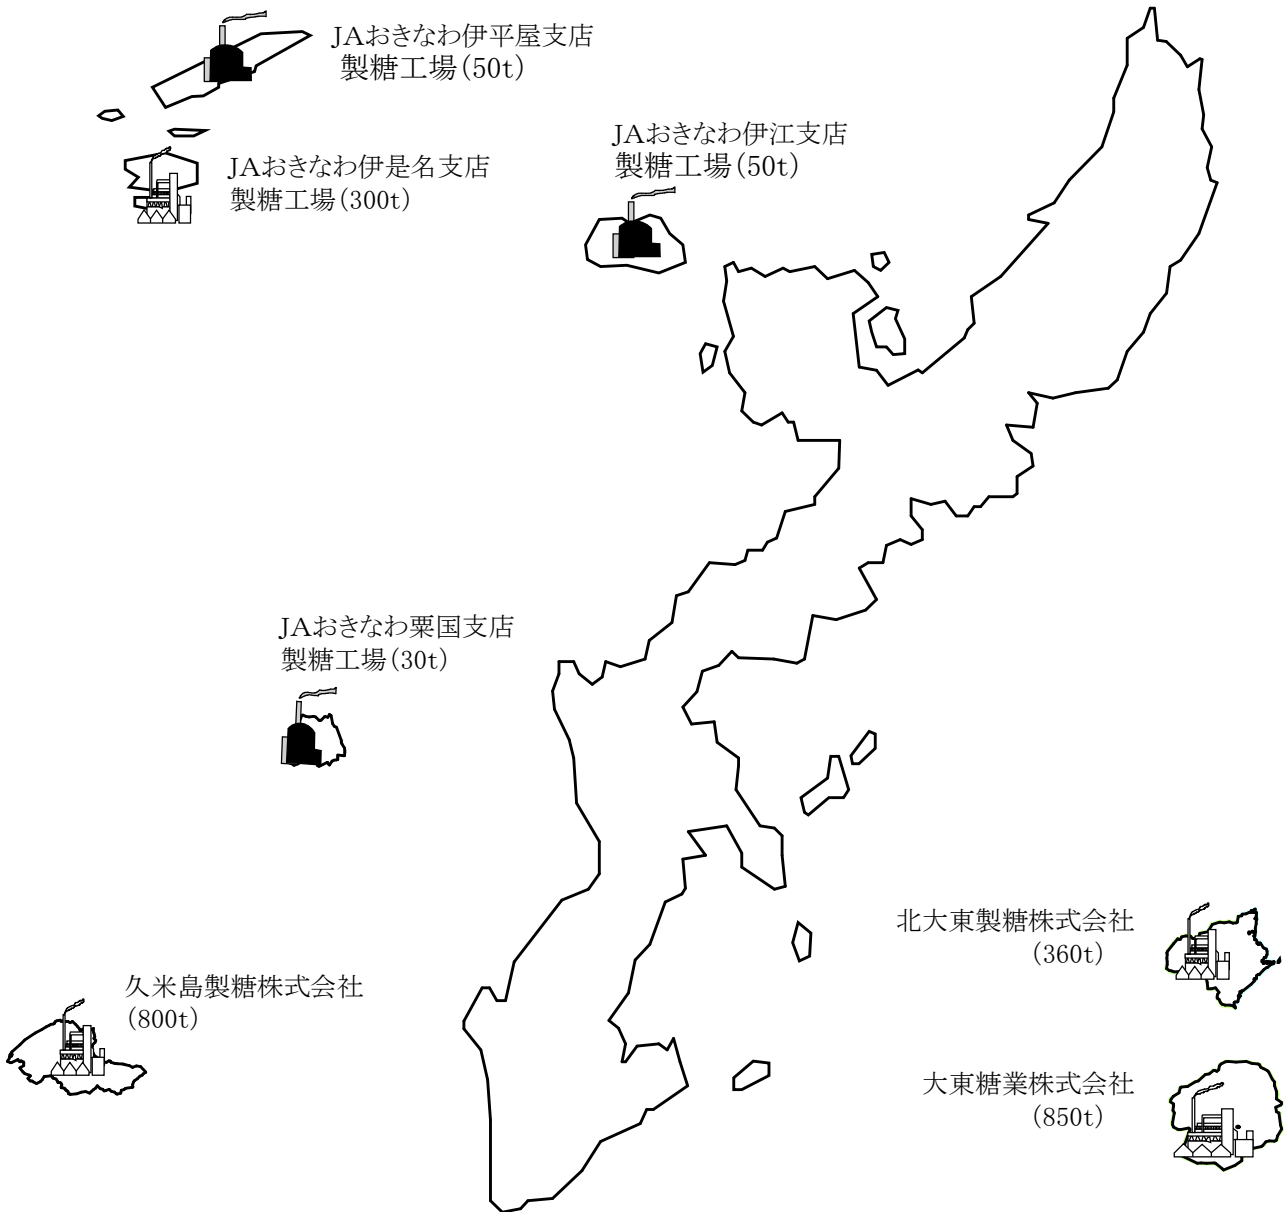 JAおきなわ伊平屋支店
製糖工場(50t)
JAおきなわ伊江支店
製糖工場(50t)
JAおきなわ伊是名支店
製糖工場(300t)
JAおきなわ粟国支店
製糖工場(30t)
北大東製糖株式会社
(360t)
久米島製糖株式会社
(800t)
大東糖業株式会社
(850t)